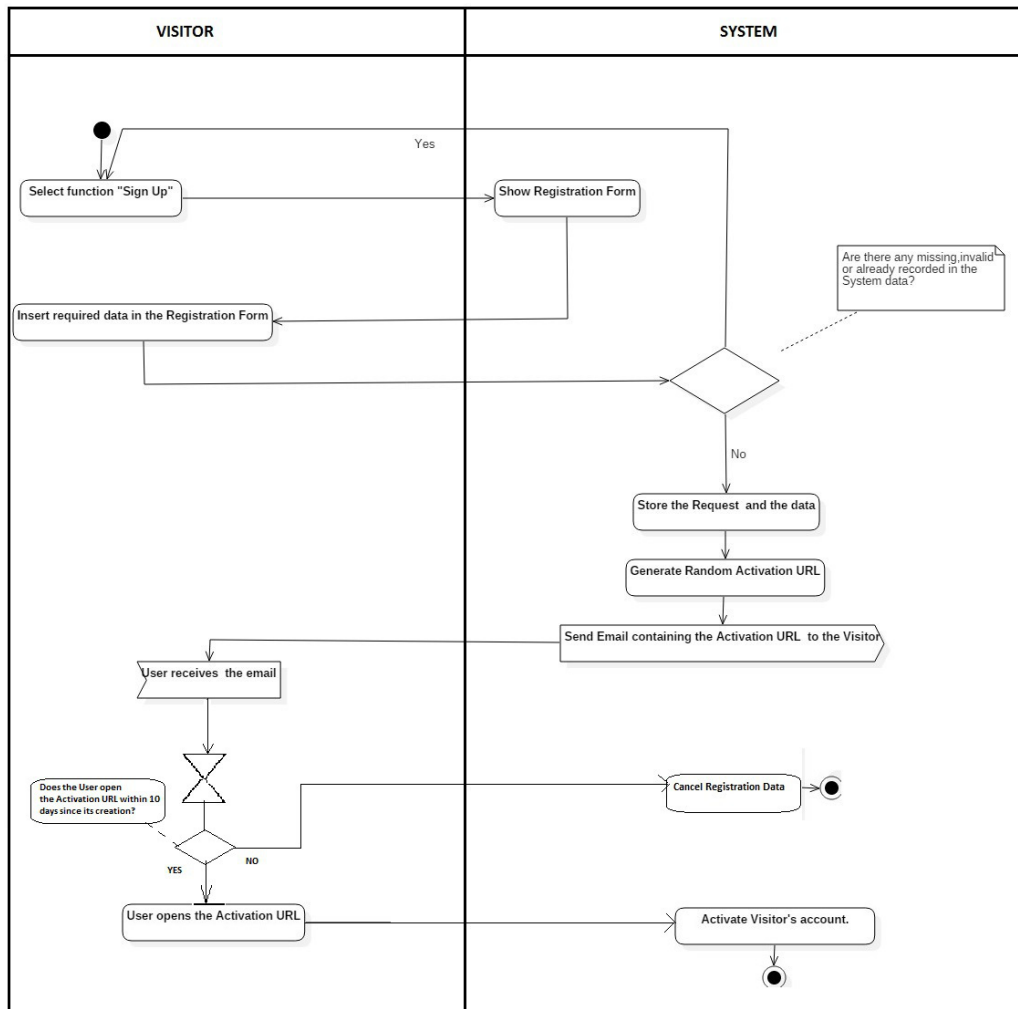 VISITOR
SYSTEM
Yes
Select function "Sign Up"
Show Registration Form
Are there any missing,invalid
or already recorded in the
System data?
Insert required data in the Registration Form
No
Store the Request  and the data
Generate Random Activation URL
Send Email containing the Activation URL  to the Visitor
User receives  the email
Does the User open
the Activation URL within 10
days since its creation?
Cancel Registration Data
YES
NO
User opens the Activation URL
Activate Visitor's account.